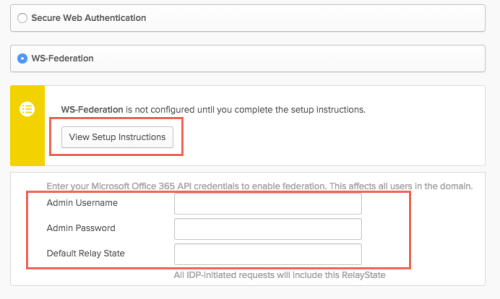 Secure Web Authentication
WS-Federation
WS-Federation is not configured until you complete the setup instructions.
View Setup Instructions
Enter your Microsoft Office 365 API credentials to enable federation. This affects all users in the domain.
Admin Username
Admin Password
Default Relay State
All IDP-initiated requests will include this RelayState